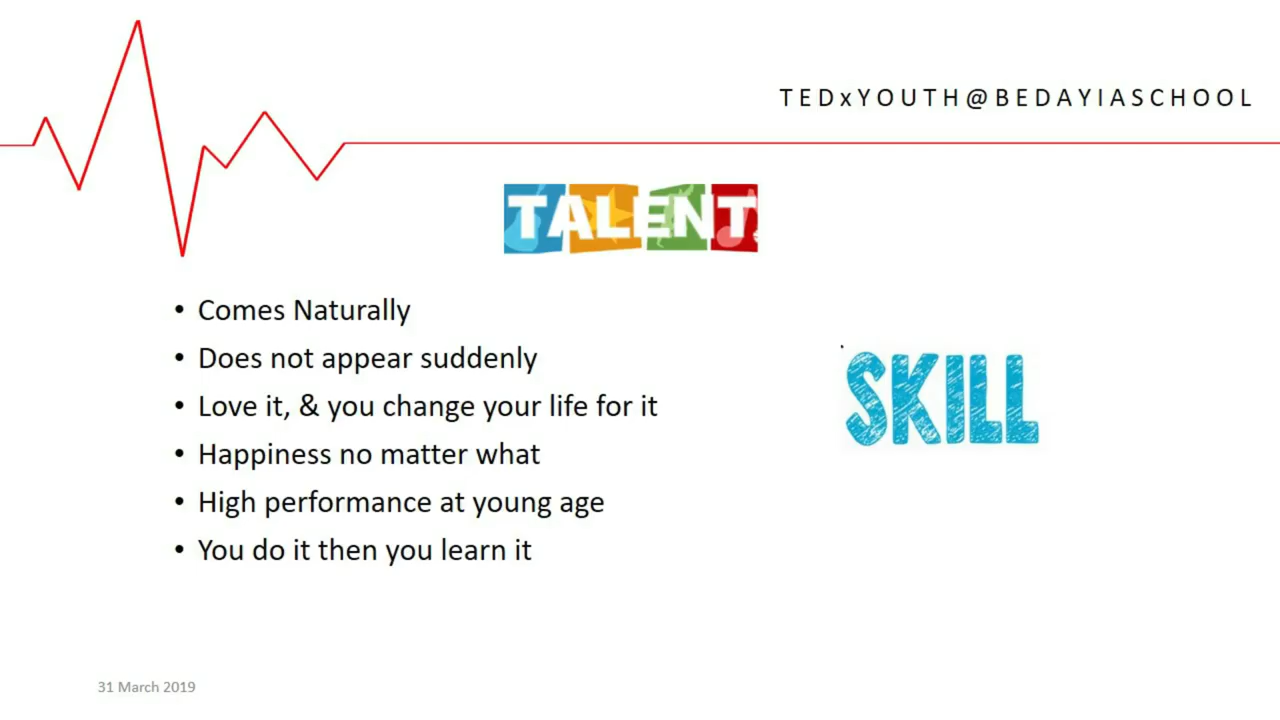 TEDxYOUTH@BEDAYIASCHOOL
TALENT
• Comes Naturally
• Does not appear suddenly
• Love it, & you change your life for it
• Happiness no matter what
• High performance at young age
• You do it then you learn it
SKILL
31 March 2019